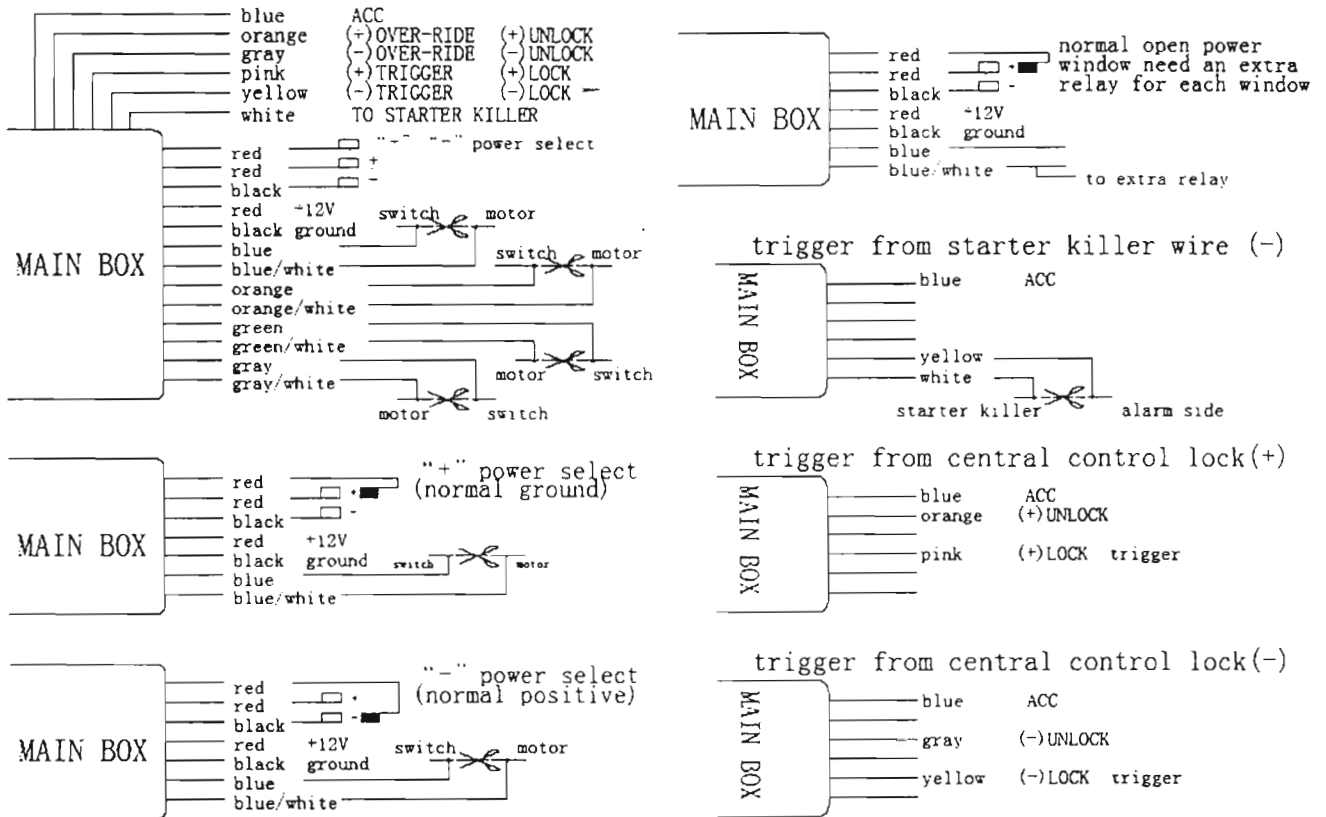 blue ACC
orange (+)OVER-RIDE (+)UNLOCK
gray (-)OVER-RIDE (-)UNLOCK
pink (+)TRIGGER (+)LOCK
yellow (-)TRIGGER (-)LOCK
white TO STARTER KILLER
MAIN BOX
red "+" "-" power select
red +
black -
red +12V
black ground
blue
blue/white
orange
orange/white
green
green/white
gray
gray/white
switch motor
switch motor
motor switch
motor switch
"+" power select
(normal ground)
MAIN BOX
red
red +
black -
red +12V
black ground
blue
blue/white
switch motor
"-" power select
(normal positive)
MAIN BOX
red
red +
black -
red +12V
black ground
blue
blue/white
switch motor
MAIN BOX
red normal open power
red + window need an extra
black - relay for each window
red +12V
black ground
blue
blue/white
to extra relay
trigger from starter killer wire (-)
MAIN BOX
blue ACC
yellow
white
starter killer alarm side
trigger from central control lock(+)
MAIN BOX
blue ACC
orange (+)UNLOCK
pink (+)LOCK trigger
trigger from central control lock(-)
MAIN BOX
blue ACC
gray (-)UNLOCK
yellow (-)LOCK trigger